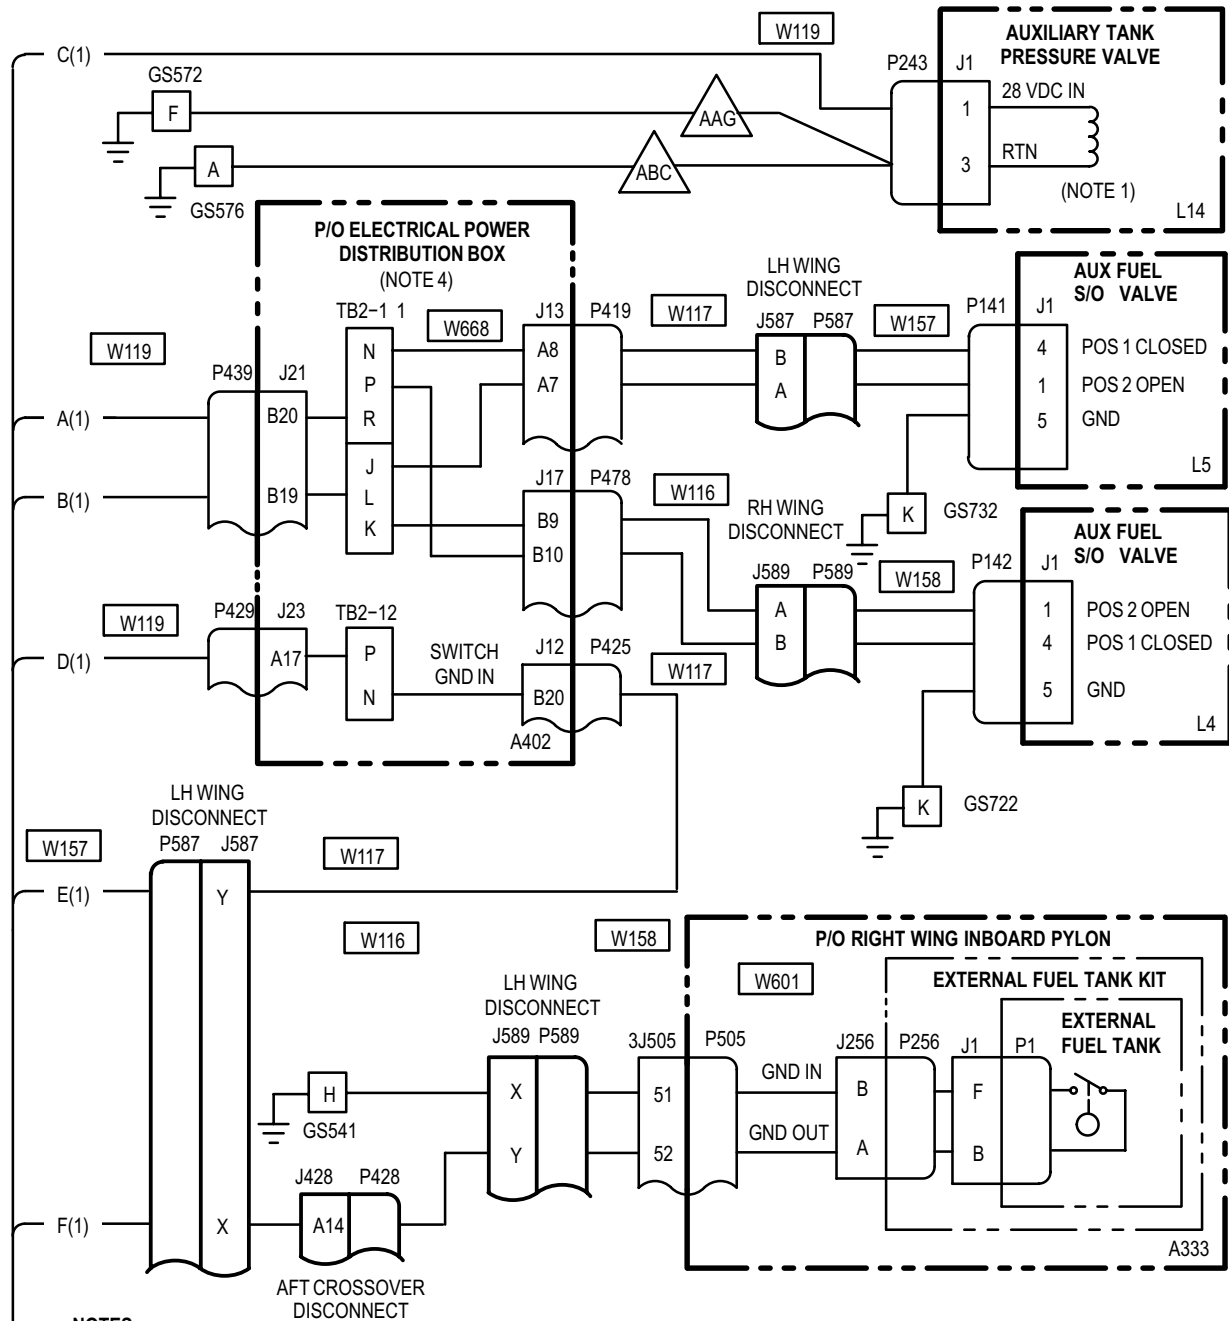 C(1)
W119
AUXILIARY TANK
PRESSURE VALVE
GS572
F
AAG
P243 J1
1 28 VDC IN
3 RTN
(NOTE 1)
L14
A
GS576
ABC
P/O ELECTRICAL POWER
DISTRIBUTION BOX
(NOTE 4)
TB2-1 1
W668
J13 P419
W117
LH WING
DISCONNECT
J587 P587
W157
P141 J1
AUX FUEL
S/O VALVE
W119
P439 J21
N
P
R
J
L
K
A8
A7
B
A
4 POS 1 CLOSED
1 POS 2 OPEN
5 GND
L5
A(1)
B20
B(1)
B19
J17 P478
W116
B9
B10
RH WING
DISCONNECT
J589 P589
W158
K GS732
AUX FUEL
S/O VALVE
P142 J1
A
B
1 POS 2 OPEN
4 POS 1 CLOSED
5 GND
L4
W119
P429 J23
TB2-12
D(1)
A17
P
N
SWITCH
GND IN
J12 P425
W117
B20
A402
K GS722
LH WING
DISCONNECT
P587 J587
W157
W117
E(1)
Y
W116
W158
P/O RIGHT WING INBOARD PYLON
W601
EXTERNAL FUEL TANK KIT
EXTERNAL
FUEL TANK
LH WING
DISCONNECT
J589 P589
3J505 P505
J256 P256
J1 P1
H
GS541
X
Y
51
52
GND IN
GND OUT
B
A
F
B
J428 P428
F(1)
X
A14
AFT CROSSOVER
DISCONNECT
A333
NOTES